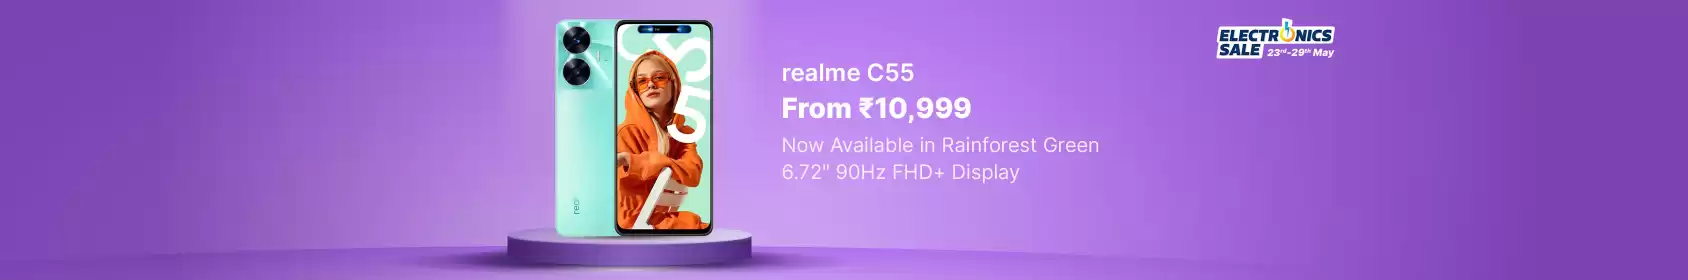 realme C55
From ₹10,999
Now Available in Rainforest Green
6.72" 90Hz FHD+ Display
ELECTRONICS
SALE 23rd-29th May